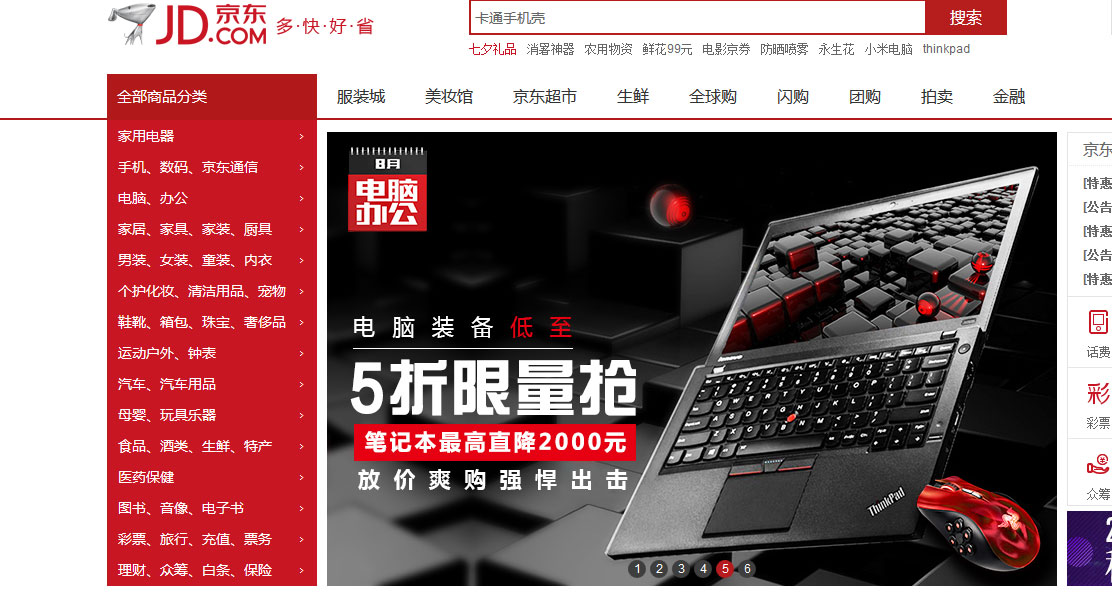 JD 京东
.COM 多·快·好·省
卡通手机壳 搜索
七夕礼品 消署神器 农用物资 鲜花99元 电影京券 防晒喷雾 永生花 小米电脑 thinkpad
全部商品分类 服装城 美妆馆 京东超市 生鲜 全球购 闪购 团购 拍卖 金融
家用电器 >
手机、数码、京东通信 >
电脑、办公 >
家居、家具、家装、厨具 >
男装、女装、童装、内衣 >
个护化妆、清洁用品、宠物 >
鞋靴、箱包、珠宝、奢侈品 >
运动户外、钟表 >
汽车、汽车用品 >
母婴、玩具乐器 >
食品、酒类、生鲜、特产 >
医药保健 >
图书、音像、电子书 >
彩票、旅行、充值、票务 >
理财、众筹、白条、保险 >
8月
电脑
办公
电脑装备低至
5折限量抢
笔记本最高直降2000元
放价爽购强悍出击
lenovo
ThinkPad
1 2 3 4 5 6
京东
[特惠
[公告
[特惠
[公告
[特惠
话费
彩
彩票
众筹